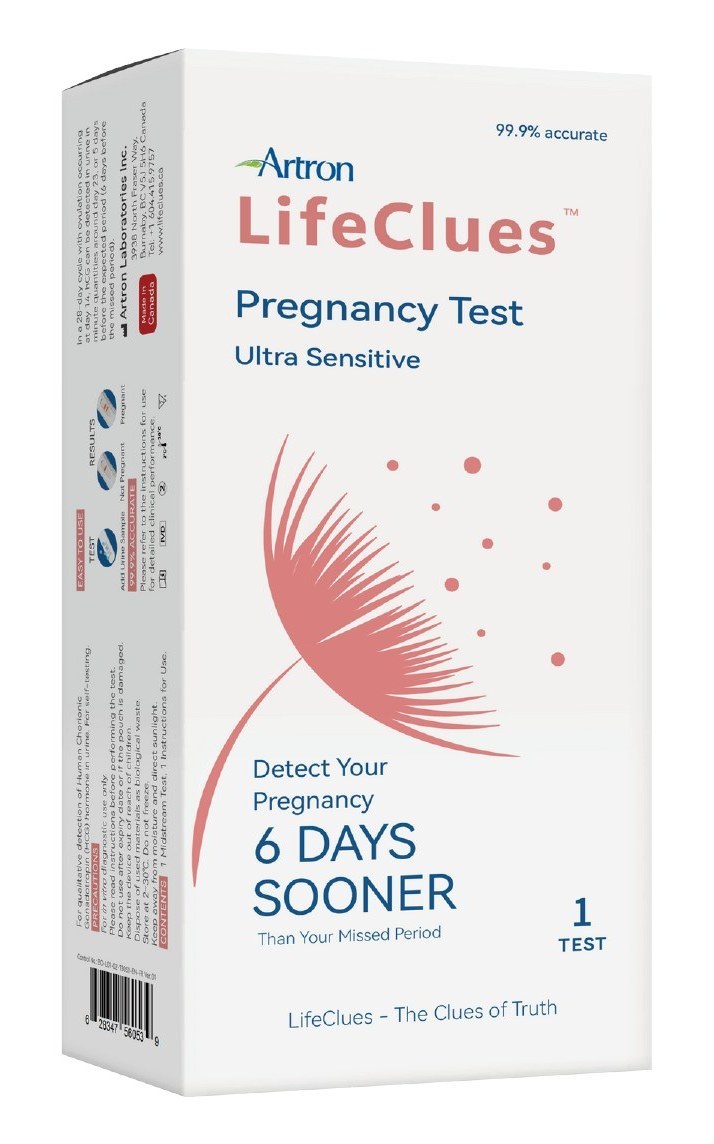 99.9% accurate
Artron
LifeClues™
Pregnancy Test
Ultra Sensitive
Detect Your
Pregnancy
6 DAYS
SOONER
Than Your Missed Period
1
TEST
LifeClues - The Clues of Truth
In a 28-day cycle with ovulation occurring
at day 14, HCG can be detected in urine in
minute quantities around day 23, or 5 days
before the expected period (6 days before
the missed period).
Artron Laboratories Inc.
3938 North Fraser Way,
Burnaby, BC V5J 5H6 Canada
Tel: +1 604.415.9757
www.lifeclues.ca
Made in
Canada
EASY TO USE
TEST
RESULTS
Add Urine Sample
Not Pregnant
Pregnant
99.9% ACCURATE
Please refer to the instructions for use
for detailed clinical performance.
IVD
For qualitative detection of Human Chorionic
Gonadotropin (HCG) hormone in urine. For self-testing.
PRECAUTIONS
For in vitro diagnostic use only.
Please read instructions before performing the test.
Do not use after expiry date or if the pouch is damaged.
Keep the device out of reach of children.
Dispose of used materials as biological waste.
Store at 2-30°C. Do not freeze.
Keep away from moisture and direct sunlight.
CONTENTS 1 Midstream Test, 1 Instructions for Use.
6 28347 56053 9